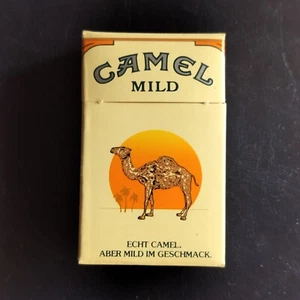 CAMEL
MILD
ECHT CAMEL.
ABER MILD IM GESCHMACK.